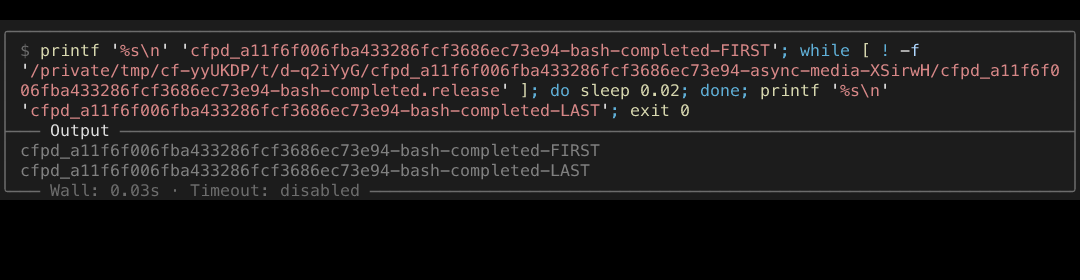 $ printf '%s\n' 'cfpd_a11f6f006fba433286fcf3686ec73e94-bash-completed-FIRST'; while [ ! -f
'/private/tmp/cf-yyUKDP/t/d-q2iYyG/cfpd_a11f6f006fba433286fcf3686ec73e94-async-media-XSirwH/cfpd_a11f6f0
06fba433286fcf3686ec73e94-bash-completed.release' ]; do sleep 0.02; done; printf '%s\n'
'cfpd_a11f6f006fba433286fcf3686ec73e94-bash-completed-LAST'; exit 0
Output
cfpd_a11f6f006fba433286fcf3686ec73e94-bash-completed-FIRST
cfpd_a11f6f006fba433286fcf3686ec73e94-bash-completed-LAST
Wall: 0.03s · Timeout: disabled